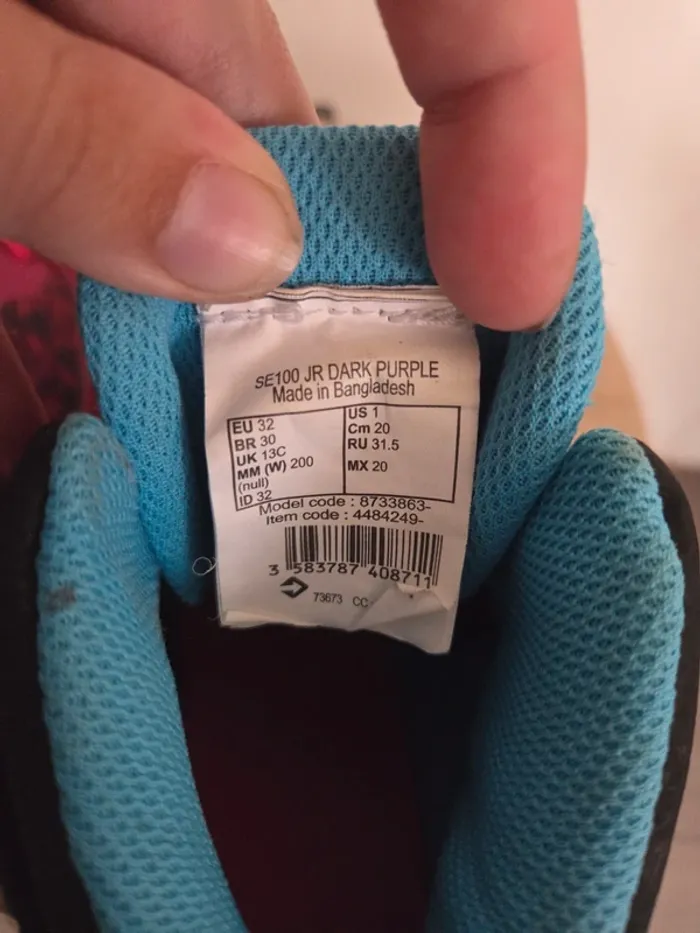 SE100 JR DARK PURPLE
Made in Bangladesh
EU 32
BR 30
UK 13C
MM (W) 200
(null)
ID 32
US 1
Cm 20
RU 31.5
MX 20
Model code : 8733863-
Item code : 4484249-
3 583787 408711
73673 CC